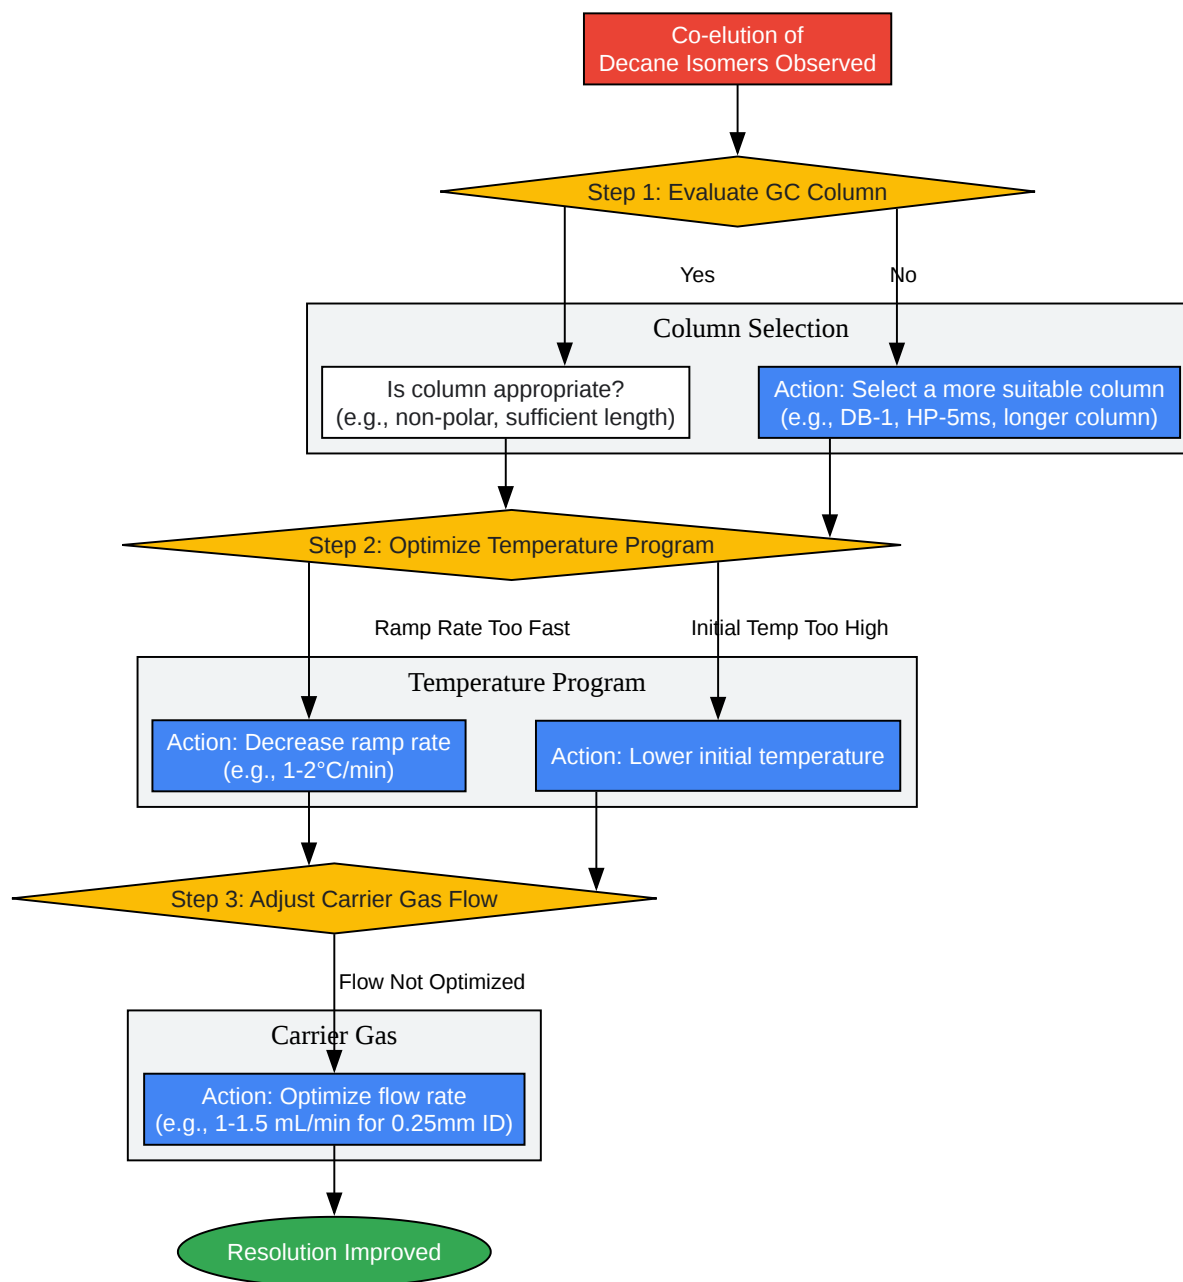 Co-elution of
Decane Isomers Observed
Step 1: Evaluate GC Column
Yes
No
Column Selection
Is column appropriate?
(e.g., non-polar, sufficient length)
Action: Select a more suitable column
(e.g., DB-1, HP-5ms, longer column)
Step 2: Optimize Temperature Program
Ramp Rate Too Fast
Initial Temp Too High
Temperature Program
Action: Decrease ramp rate
(e.g., 1-2°C/min)
Action: Lower initial temperature
Step 3: Adjust Carrier Gas Flow
Flow Not Optimized
Carrier Gas
Action: Optimize flow rate
(e.g., 1-1.5 mL/min for 0.25mm ID)
Resolution Improved